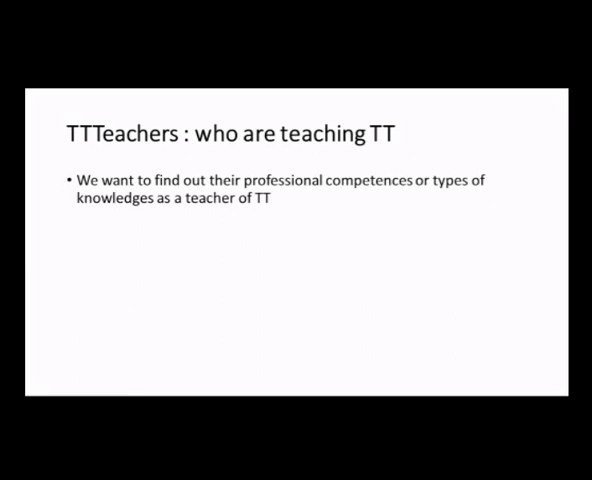 TTTeachers : who are teaching TT
• We want to find out their professional competences or types of
knowledges as a teacher of TT